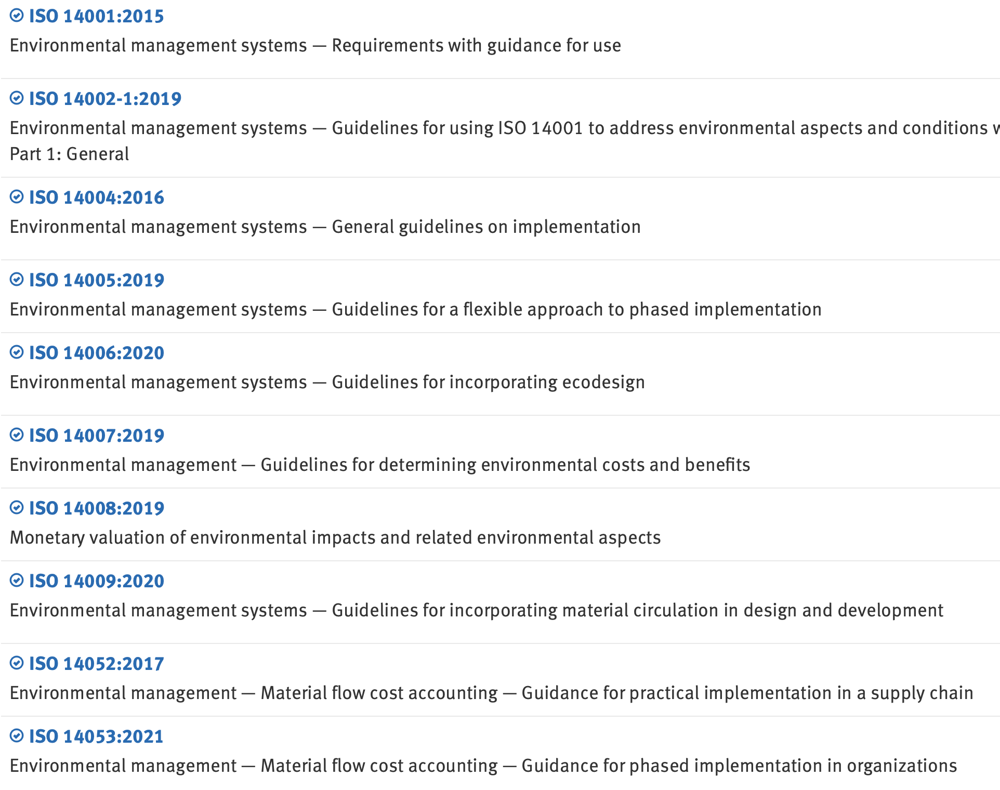 ISO 14001:2015
Environmental management systems — Requirements with guidance for use
ISO 14002-1:2019
Environmental management systems — Guidelines for using ISO 14001 to address environmental aspects and conditions
Part 1: General
ISO 14004:2016
Environmental management systems — General guidelines on implementation
ISO 14005:2019
Environmental management systems — Guidelines for a flexible approach to phased implementation
ISO 14006:2020
Environmental management systems — Guidelines for incorporating ecodesign
ISO 14007:2019
Environmental management — Guidelines for determining environmental costs and benefits
ISO 14008:2019
Monetary valuation of environmental impacts and related environmental aspects
ISO 14009:2020
Environmental management systems — Guidelines for incorporating material circulation in design and development
ISO 14052:2017
Environmental management — Material flow cost accounting — Guidance for practical implementation in a supply chain
ISO 14053:2021
Environmental management — Material flow cost accounting — Guidance for phased implementation in organizations